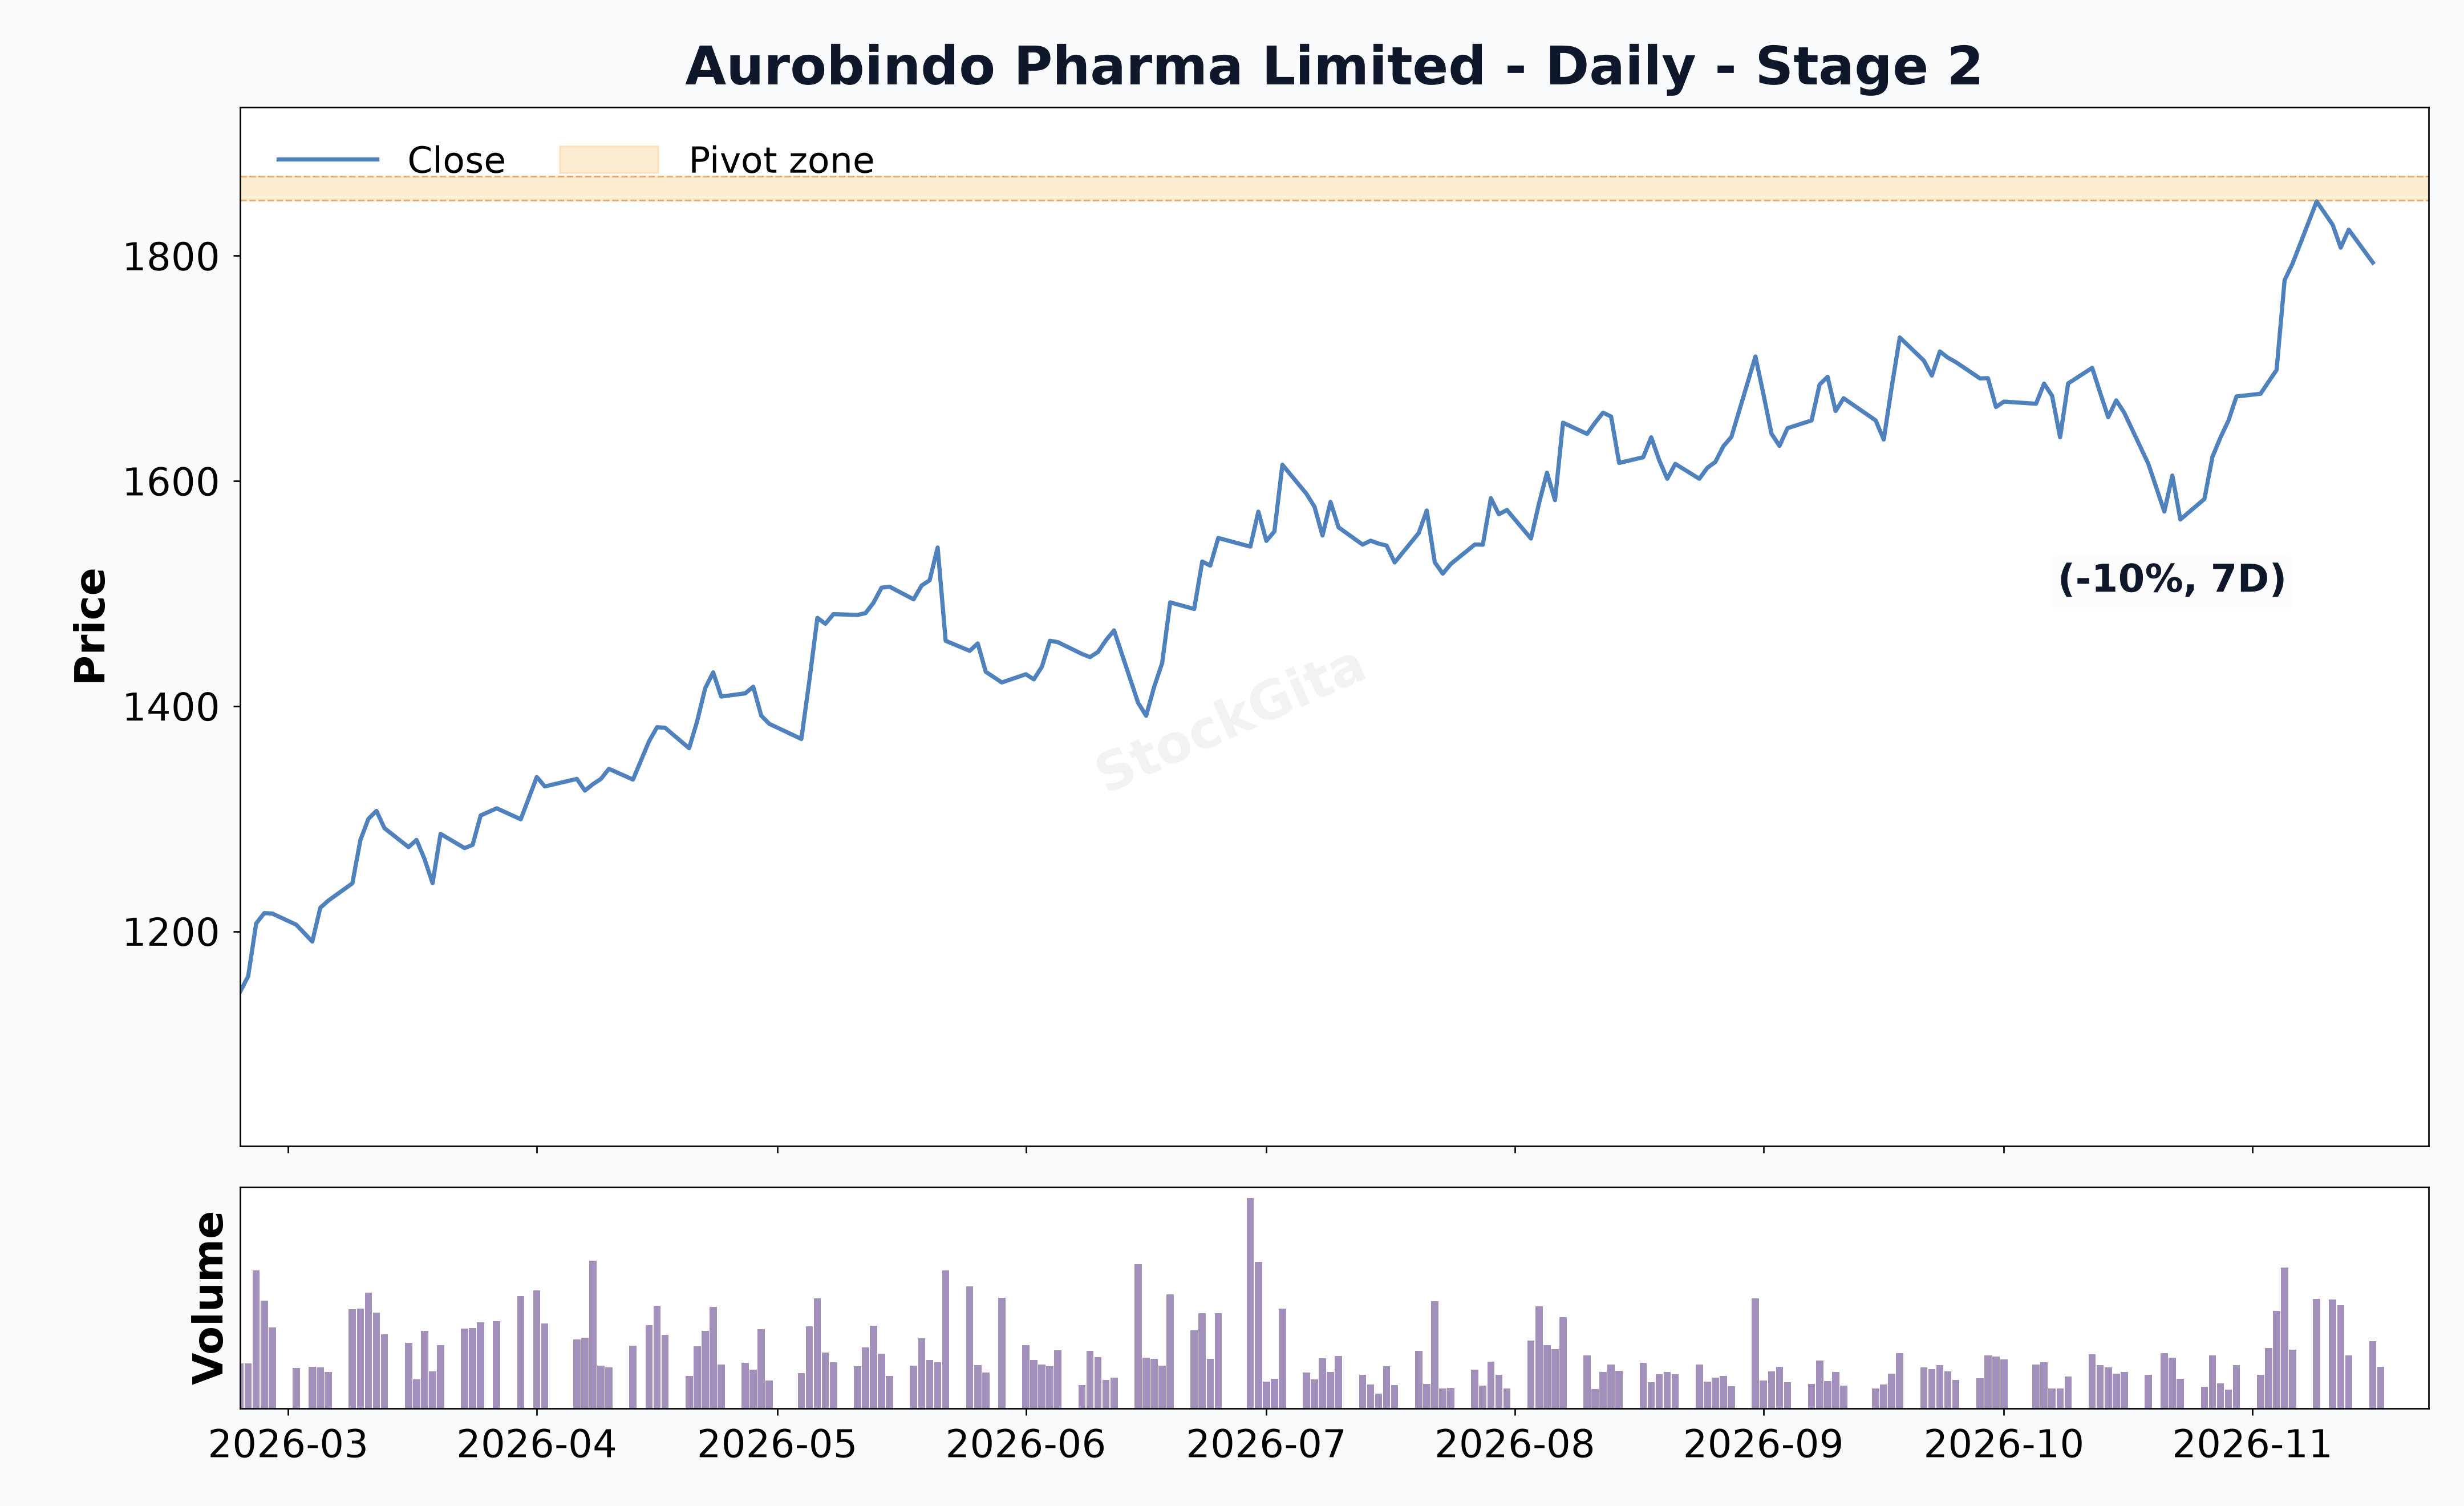 Aurobindo Pharma Limited - Daily - Stage 2
Close
Pivot zone
1800
1600
1400
1200
Price
(-10%, 7D)
StockGita
Volume
2026-03
2026-04
2026-05
2026-06
2026-07
2026-08
2026-09
2026-10
2026-11